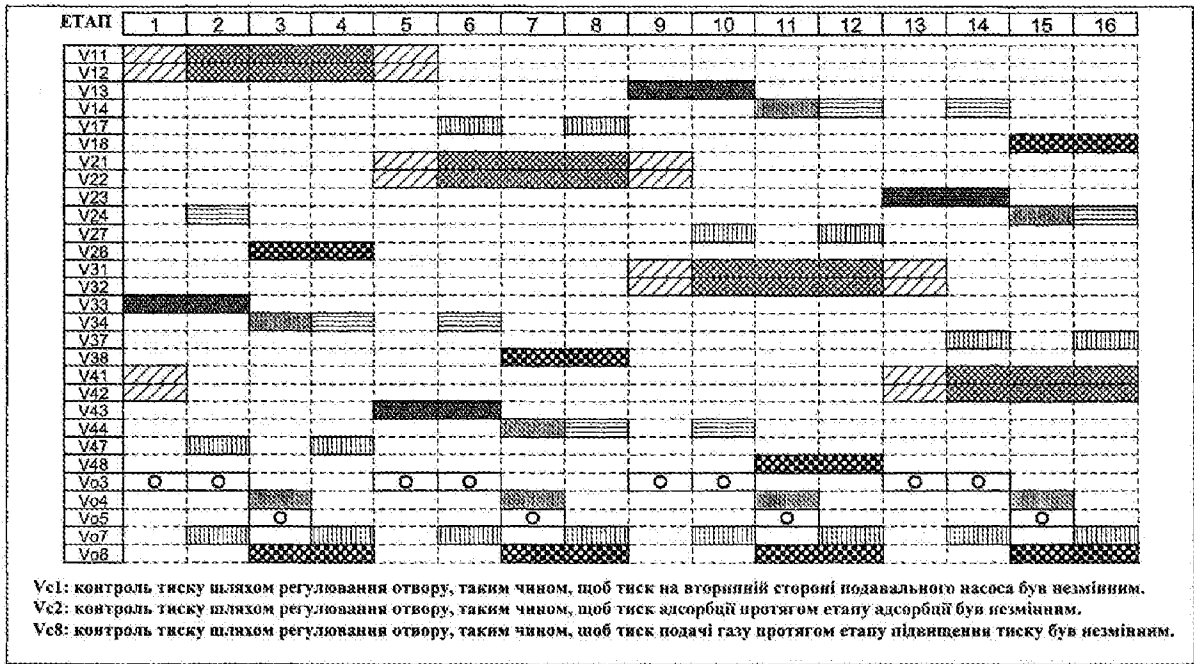 ЕТАП 1 2 3 4 5 6 7 8 9 10 11 12 13 14 15 16
V11
V12
V13
V14
V17
V18
V21
V22
V23
V24
V27
V28
V31
V32
V33
V34
V37
V38
V41
V42
V43
V44
V47
V48
Vo3 O O O O O O O O
Vo4
Vo5 O O O O
Vo7
Vo8
Vc1: контроль тиску шляхом регулювання отвору, таким чином, щоб тиск на вторинній стороні подавального насоса був незмінним.
Vc2: контроль тиску шляхом регулювання отвору, таким чином, щоб тиск адсорбції протягом етапу адсорбції був незмінним.
Vc8: контроль тиску шляхом регулювання отвору, таким чином, щоб тиск подачі газу протягом етапу підвищення тиску був незмінним.